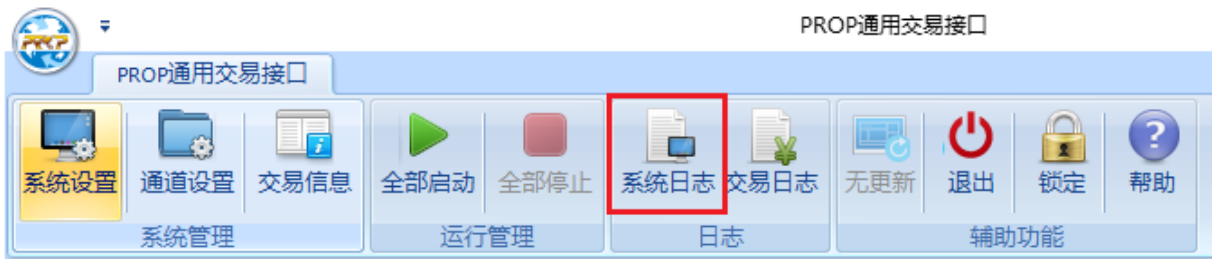 PROP通用交易接口
PRP
PROP通用交易接口
系统设置 通道设置 交易信息 全部启动 全部停止 系统日志 交易日志 无更新 退出 锁定 帮助
系统管理 运行管理 日志 辅助功能